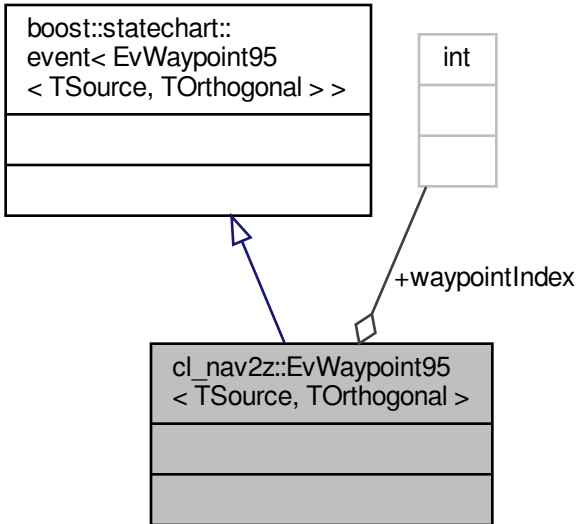 boost::statechart::
event< EvWaypoint95
< TSource, TOrthogonal > >
int
+waypointIndex
cl_nav2z::EvWaypoint95
< TSource, TOrthogonal >